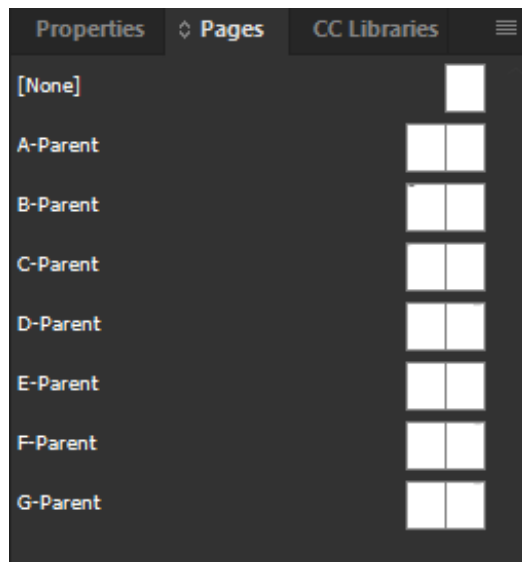 Properties Pages CC Libraries
[None]
A-Parent
B-Parent
C-Parent
D-Parent
E-Parent
F-Parent
G-Parent